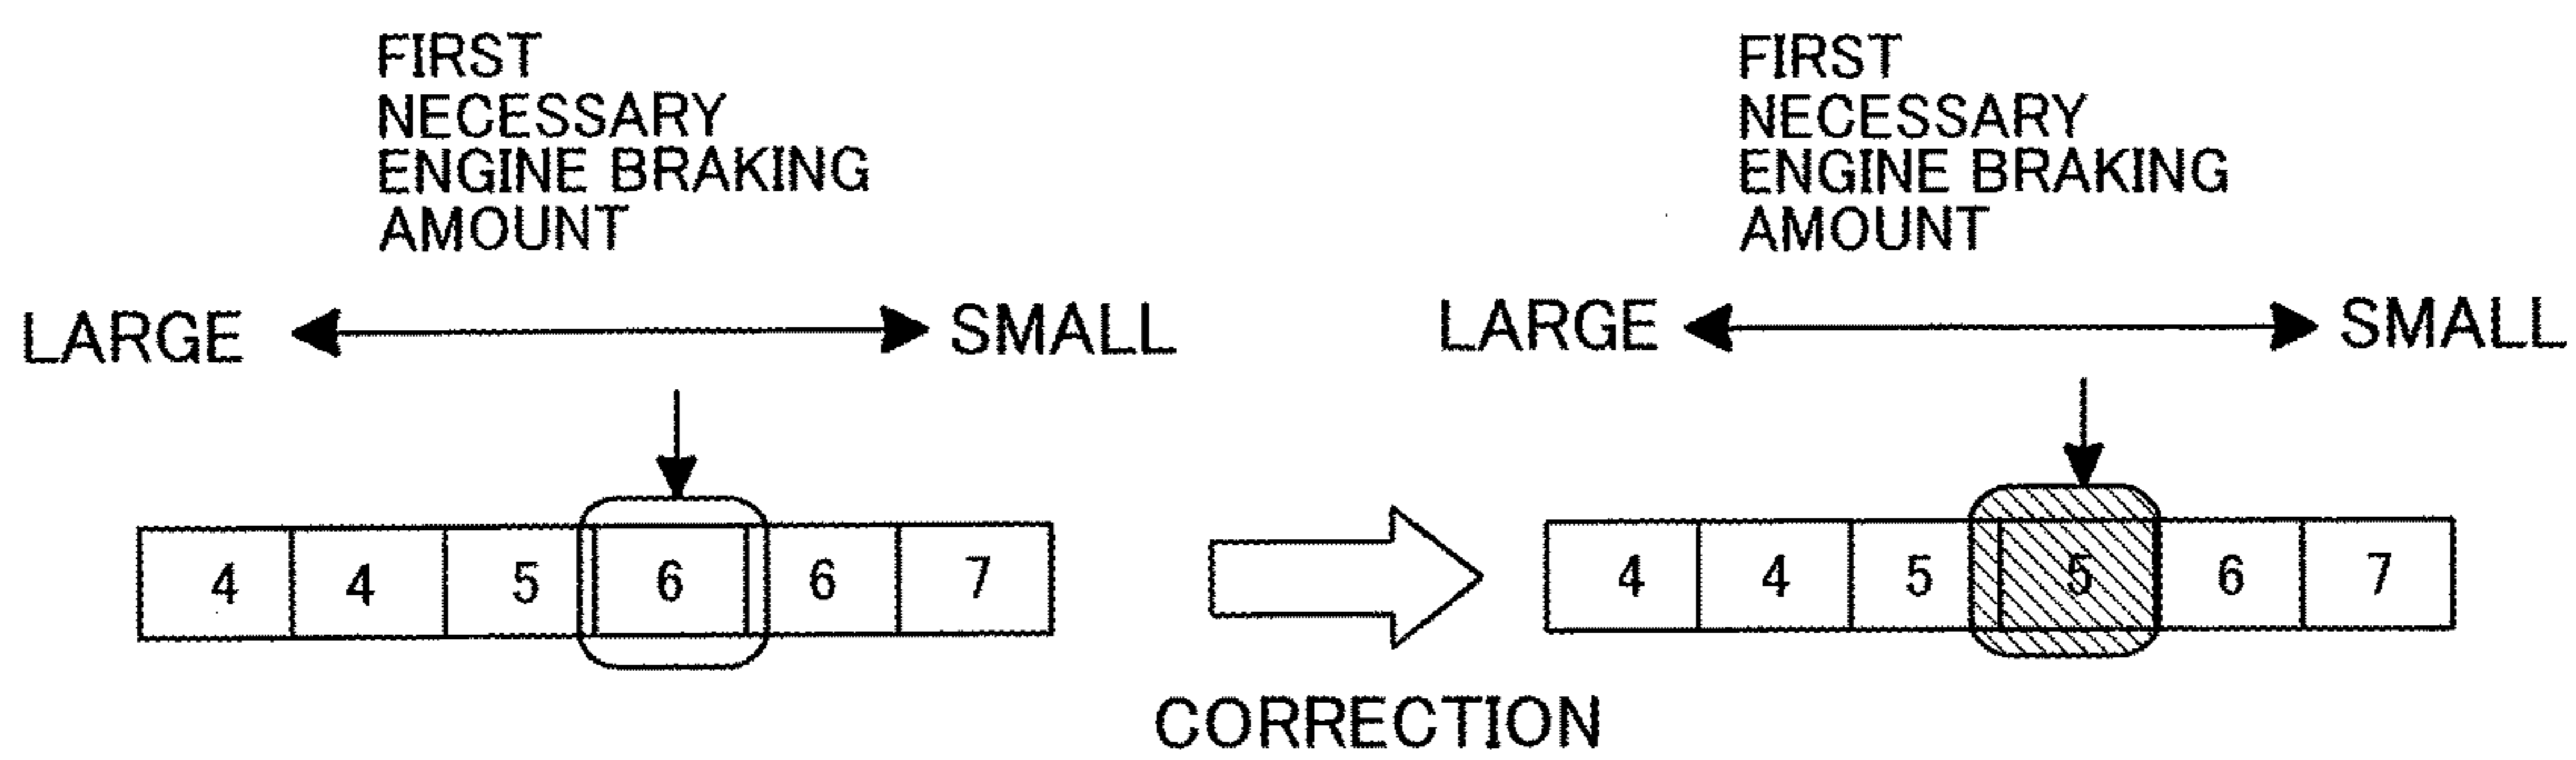 FIRST
NECESSARY
ENGINE BRAKING
AMOUNT
LARGE SMALL
4 4 5 6 6 7
CORRECTION
FIRST
NECESSARY
ENGINE BRAKING
AMOUNT
LARGE SMALL
4 4 5 5 6 7